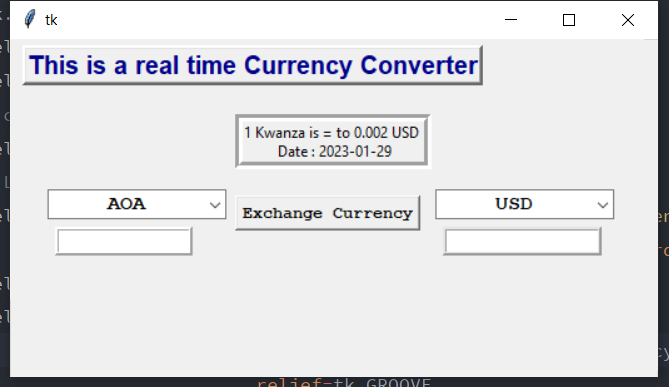 tk
This is a real time Currency Converter
1 Kwanza is = to 0.002 USD
Date : 2023-01-29
AOA
Exchange Currency
USD
relief=tk.GROOVE